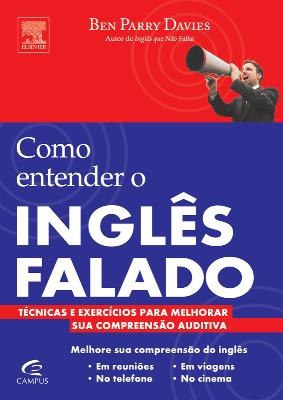 BEN PARRY DAVIES
Autor de Inglês que Não Falha
ELSEVIER
Como
entender o
INGLÊS
FALADO
TÉCNICAS E EXERCÍCIOS PARA MELHORAR
SUA COMPREENSÃO AUDITIVA
Melhore sua compreensão do inglês
• Em reuniões • Em viagens
• No telefone • No cinema
CAMPUS